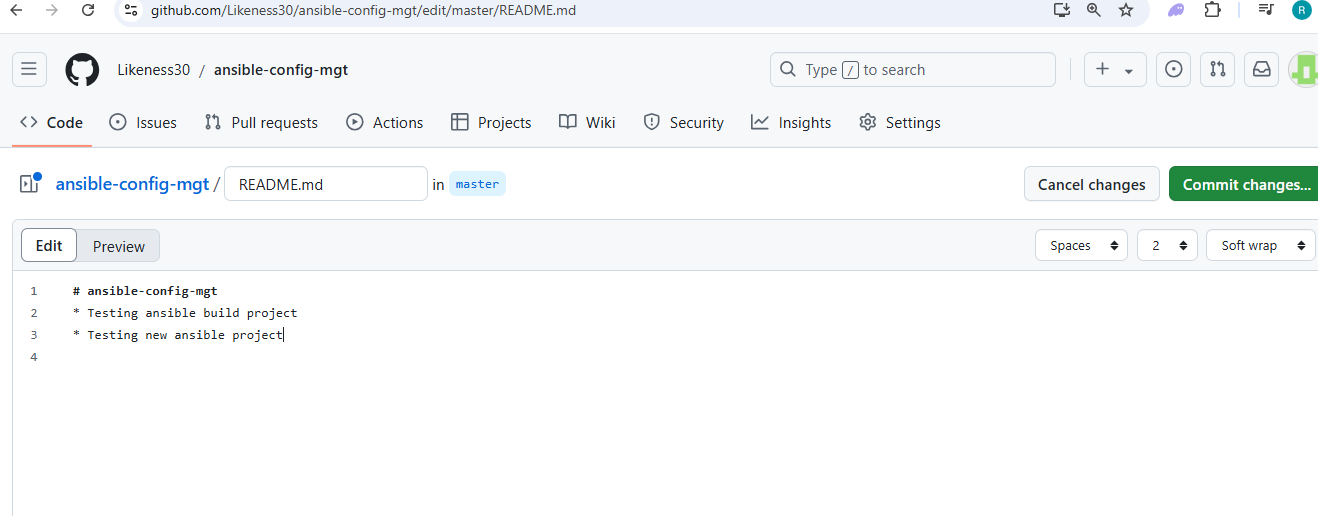 github.com/Likeness30/ansible-config-mgt/edit/master/README.md
R
Likeness30 / ansible-config-mgt
Type / to search
Code Issues Pull requests Actions Projects Wiki Security Insights Settings
ansible-config-mgt / README.md in master
Cancel changes Commit changes...
Edit Preview
Spaces 2 Soft wrap
1 # ansible-config-mgt
2 * Testing ansible build project
3 * Testing new ansible project
4